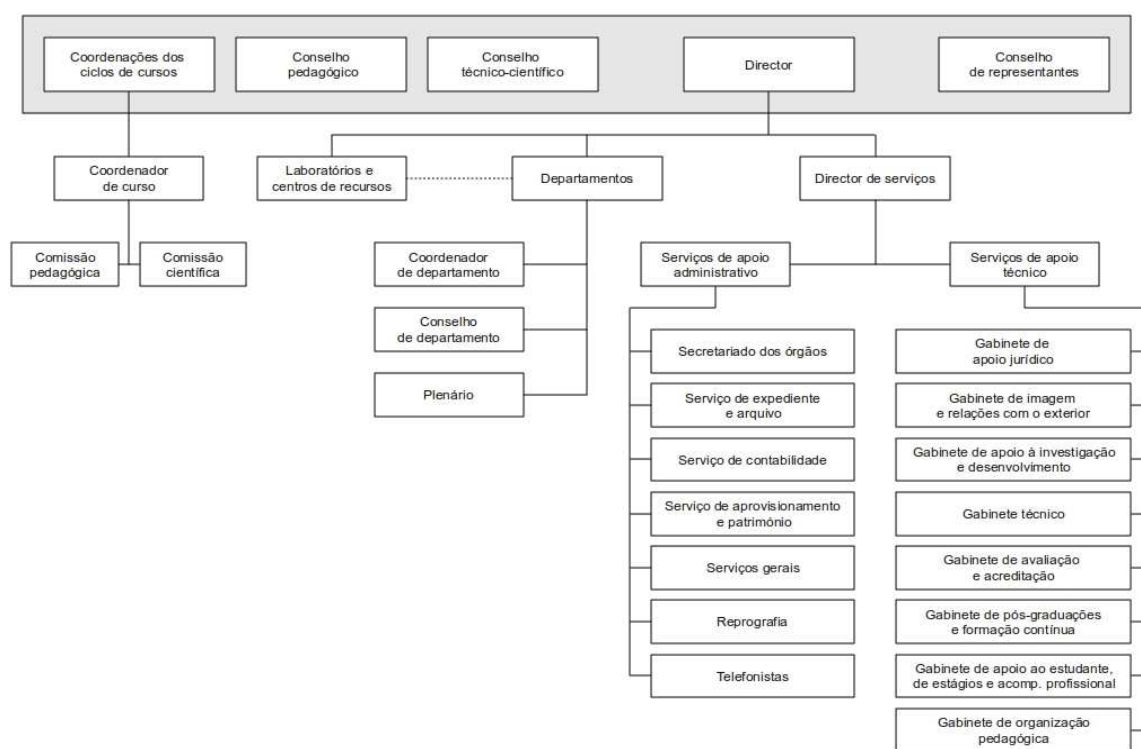 Coordenações dos
ciclos de cursos
Conselho
pedagógico
Conselho
técnico-científico
Director
Conselho
de representantes
Coordenador
de curso
Laboratórios e
centros de recursos
Departamentos
Director de serviços
Comissão
pedagógica
Comissão
científica
Coordenador
de departamento
Conselho
de departamento
Plenário
Serviços de apoio
administrativo
Serviços de apoio
técnico
Secretariado dos órgãos
Serviço de expediente
e arquivo
Serviço de contabilidade
Serviço de aprovisionamento
e património
Serviços gerais
Reprografia
Telefonistas
Gabinete de
apoio jurídico
Gabinete de imagem
e relações com o exterior
Gabinete de apoio à investigação
e desenvolvimento
Gabinete técnico
Gabinete de avaliação
e acreditação
Gabinete de pós-graduações
e formação contínua
Gabinete de apoio ao estudante,
de estágios e acomp. profissional
Gabinete de organização
pedagógica